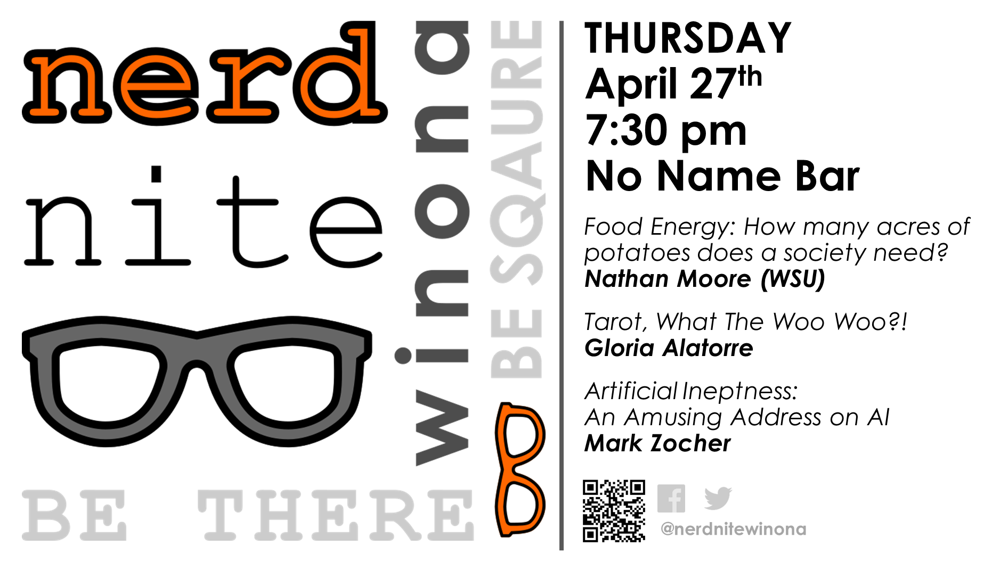 nerd
nite
winona
BE THERE
BE SQAURE
THURSDAY
April 27th
7:30 pm
No Name Bar
Food Energy: How many acres of
potatoes does a society need?
Nathan Moore (WSU)
Tarot, What The Woo Woo?!
Gloria Alatorre
Artificial Ineptness:
An Amusing Address on AI
Mark Zocher
@nerdnitewinona